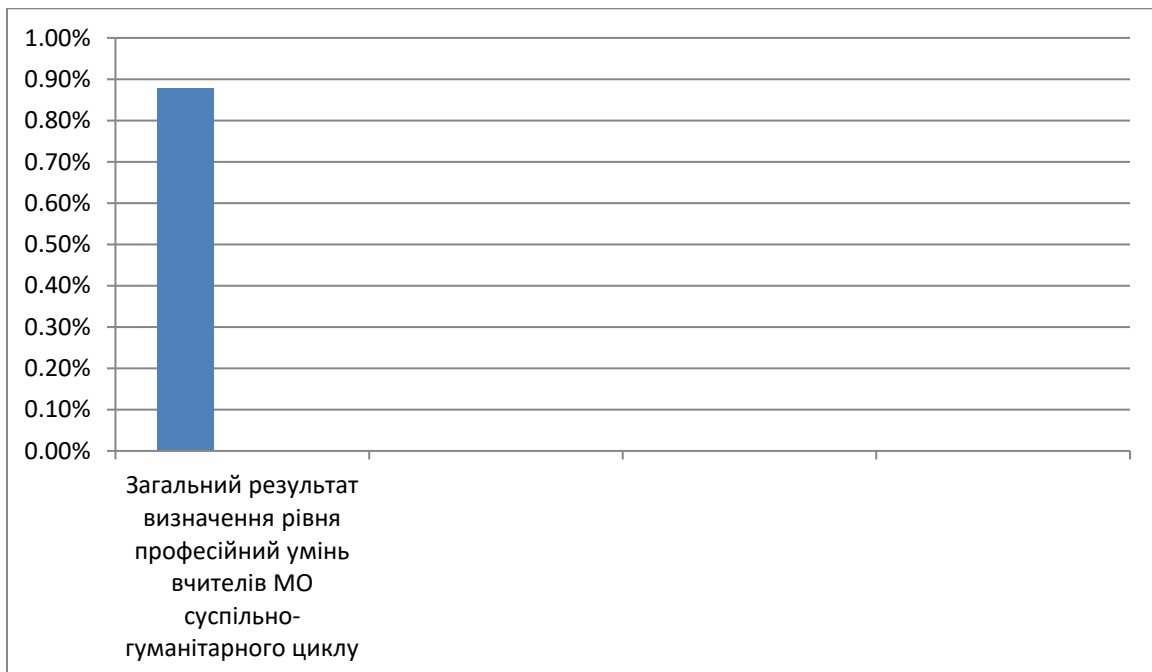 1.00%
0.90%
0.80%
0.70%
0.60%
0.50%
0.40%
0.30%
0.20%
0.10%
0.00%
Загальний результат
визначення рівня
професійний умінь
вчителів МО
суспільно-
гуманітарного циклу